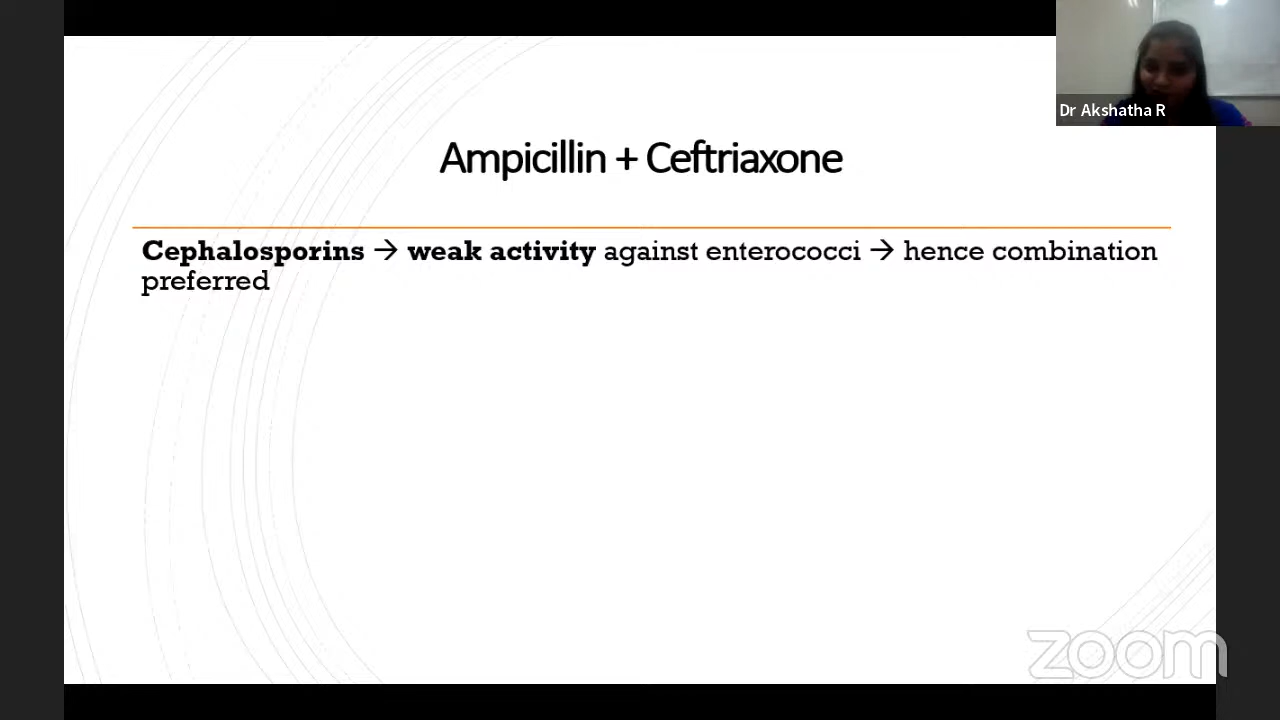 Dr Akshatha R
Ampicillin + Ceftriaxone
Cephalosporins → weak activity against enterococci → hence combination
preferred
zoom